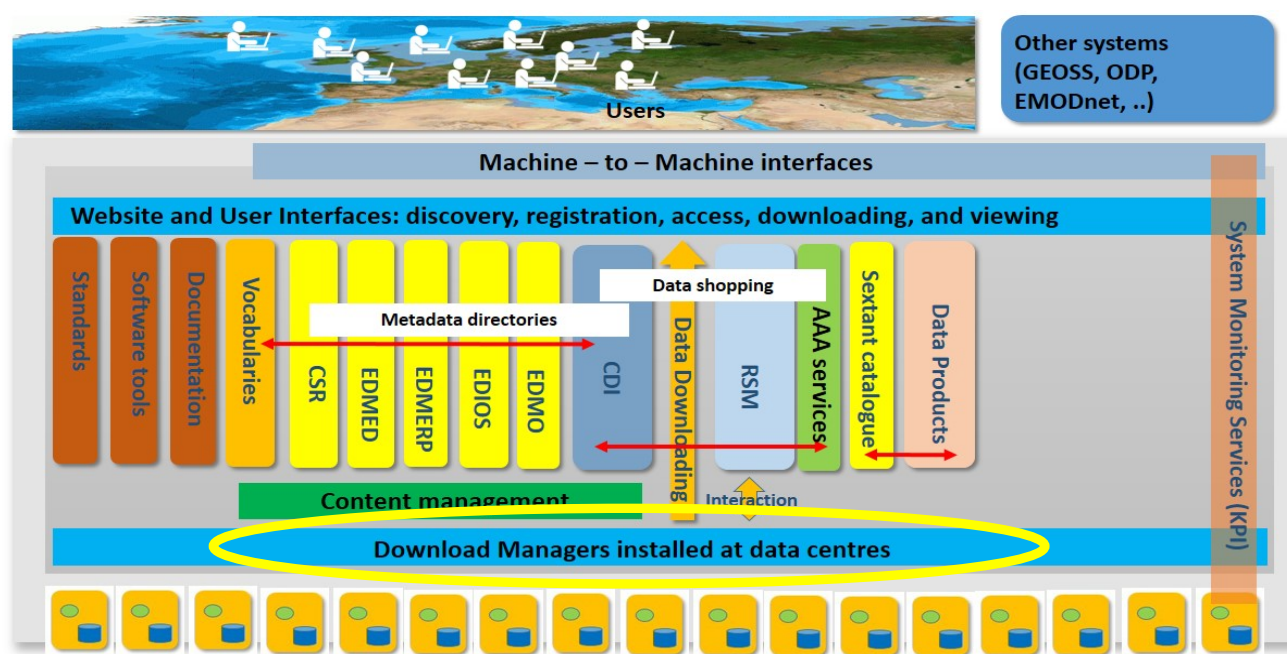 Users
Other systems
(GEOSS, ODP,
EMODnet, ..)
Machine – to – Machine interfaces
Website and User Interfaces: discovery, registration, access, downloading, and viewing
System Monitoring Services (KPI)
Standards
Software tools
Documentation
Vocabularies
CSR
EDMED
EDMERP
EDIOS
EDMO
Metadata directories
CDI
Data shopping
Data Downloading
RSM
AAA services
Sextant catalogue
Data Products
Content management
Interaction
Download Managers installed at data centres